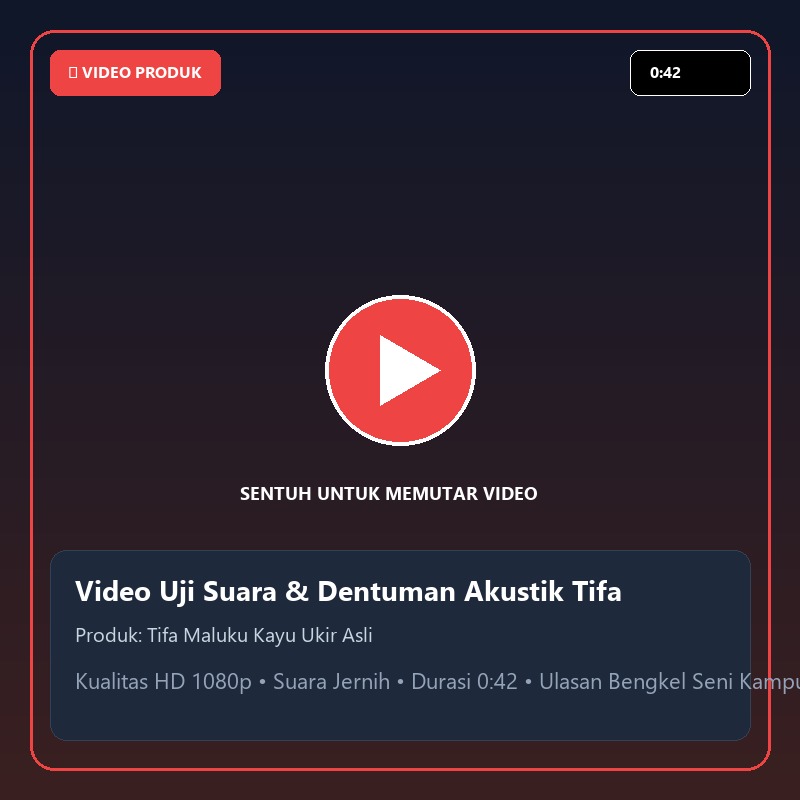 VIDEO PRODUK
0:42
SENTUH UNTUK MEMUTAR VIDEO
Video Uji Suara & Dentuman Akustik Tifa
Produk: Tifa Maluku Kayu Ukir Asli
Kualitas HD 1080p • Suara Jernih • Durasi 0:42 • Ulasan Bengkel Seni